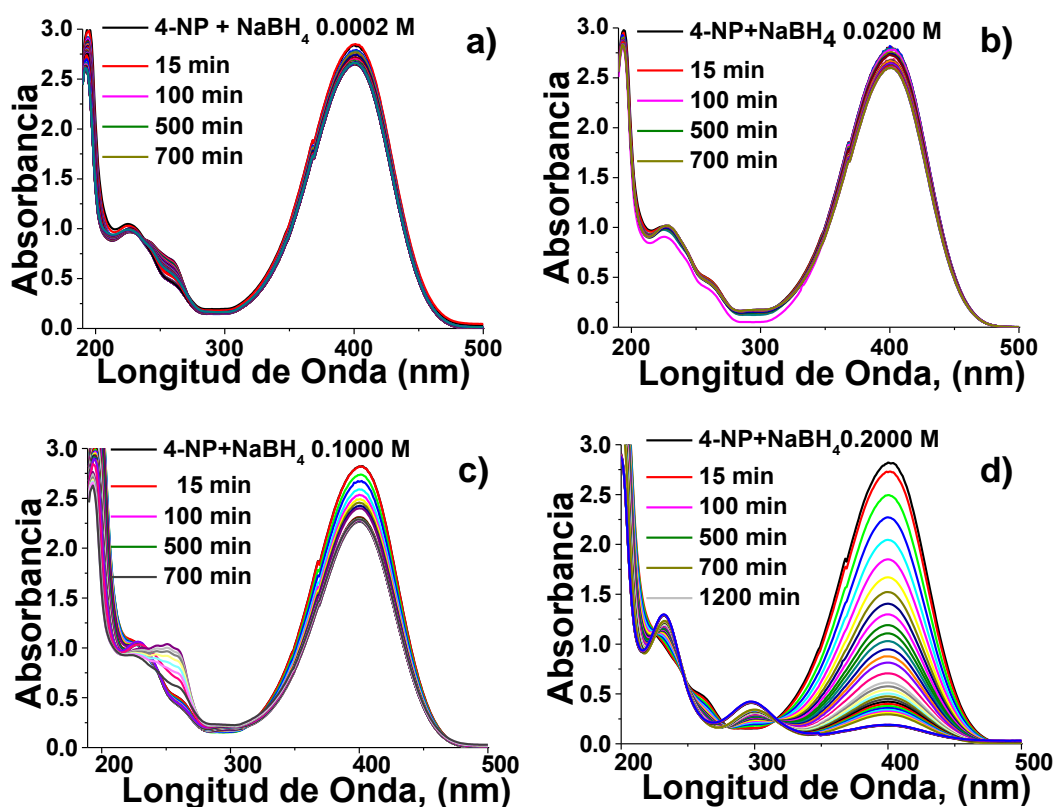 4-NP + NaBH4 0.0002 M
a)
15 min
100 min
500 min
700 min
Absorbancia
3.0
2.5
2.0
1.5
1.0
0.5
0.0
200 300 400 500
Longitud de Onda (nm)
4-NP+NaBH4 0.0200 M
b)
15 min
100 min
500 min
700 min
Absorbancia
3.0
2.5
2.0
1.5
1.0
0.5
0.0
200 300 400 500
Longitud de Onda, (nm)
4-NP+NaBH4 0.1000 M
c)
15 min
100 min
500 min
700 min
Absorbancia
3.0
2.5
2.0
1.5
1.0
0.5
0.0
200 300 400 500
Longitud de Onda, (nm)
4-NP+NaBH4 0.2000 M
d)
15 min
100 min
500 min
700 min
1200 min
Absorbancia
3.0
2.5
2.0
1.5
1.0
0.5
0.0
200 300 400 500
Longitud de Onda, (nm)